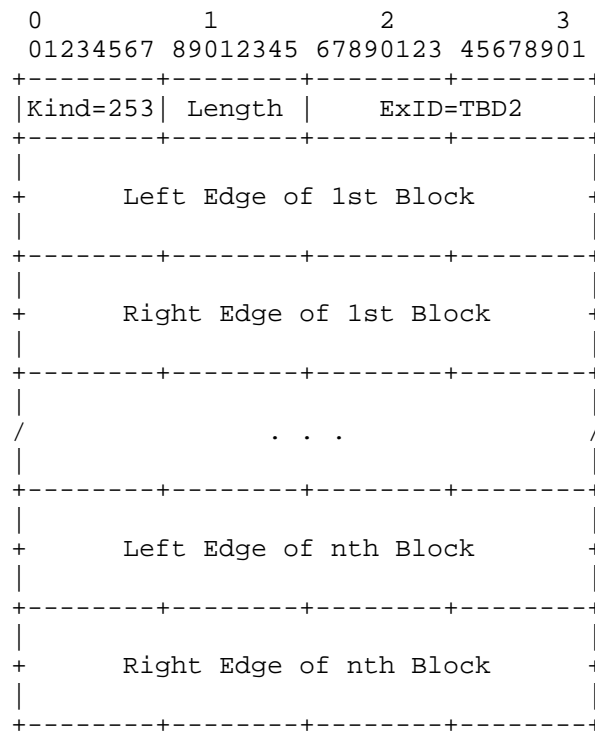 0                   1                   2                   3
 01234567 89012345 67890123 45678901
+--------+--------+--------+--------+
|Kind=253| Length |    ExID=TBD2    |
+--------+--------+--------+--------+
|                                   |
+      Left Edge of 1st Block       +
|                                   |
+--------+--------+--------+--------+
|                                   |
+      Right Edge of 1st Block      +
|                                   |
+--------+--------+--------+--------+
|                                   |
/               . . .               /
|                                   |
+--------+--------+--------+--------+
|                                   |
+      Left Edge of nth Block       +
|                                   |
+--------+--------+--------+--------+
|                                   |
+      Right Edge of nth Block      +
|                                   |
+--------+--------+--------+--------+